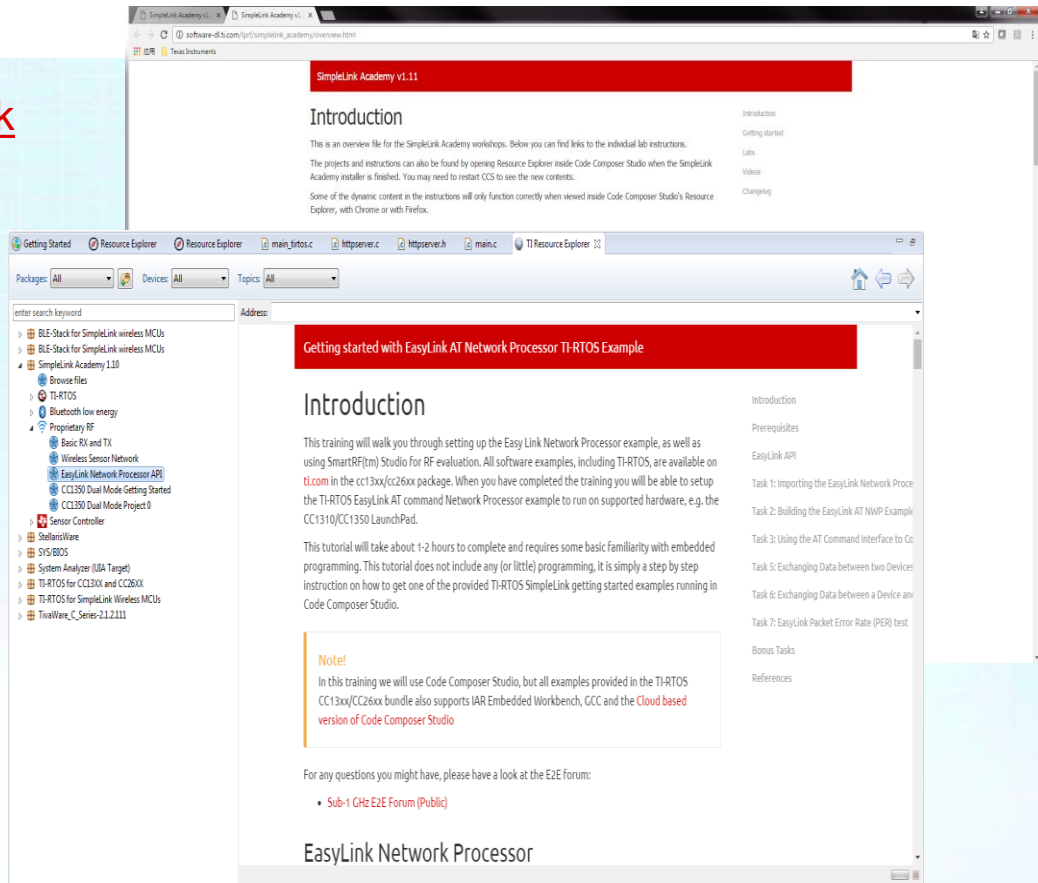 SimpleLink Academy v1...
SimpleLink Academy v1...
software-dl.ti.com/lprf/simplelink_academy/overview.html
应用
Texas Instruments
SimpleLink Academy v1.11
Introduction
This is an overview file for the SimpleLink Academy workshops. Below you can find links to the individual lab instructions.
The projects and instructions can also be found by opening Resource Explorer inside Code Composer Studio when the SimpleLink
Academy installer is finished. You may need to restart CCS to see the new contents.
Some of the dynamic content in the instructions will only function correctly when viewed inside Code Composer Studio's Resource
Explorer, with Chrome or with Firefox.
Introduction
Getting started
Labs
Videos
Changelog
k
Getting Started
Resource Explorer
Resource Explorer
main_tirtos.c
httpserver.c
httpserver.h
main.c
TI Resource Explorer
Packages: All
Devices: All
Topics: All
enter search keyword
Address:
BLE-Stack for SimpleLink wireless MCUs
BLE-Stack for SimpleLink wireless MCUs
SimpleLink Academy 1.10
Browse files
TI-RTOS
Bluetooth low energy
Proprietary RF
Basic RX and TX
Wireless Sensor Network
EasyLink Network Processor API
CC1350 Dual Mode Getting Started
CC1350 Dual Mode Project 0
Sensor Controller
StellarisWare
SYS/BIOS
System Analyzer (UIA Target)
TI-RTOS for CC13XX and CC26XX
TI-RTOS for SimpleLink Wireless MCUs
TivaWare_C_Series-2.1.2.111
Getting started with EasyLink AT Network Processor TI-RTOS Example
Introduction
This training will walk you through setting up the Easy Link Network Processor example, as well as
using SmartRF(tm) Studio for RF evaluation. All software examples, including TI-RTOS, are available on
ti.com in the cc13xx/cc26xx package. When you have completed the training you will be able to setup
the TI-RTOS EasyLink AT command Network Processor example to run on supported hardware, e.g. the
CC1310/CC1350 LaunchPad.
This tutorial will take about 1-2 hours to complete and requires some basic familiarity with embedded
programming. This tutorial does not include any (or little) programming, it is simply a step by step
instruction on how to get one of the provided TI-RTOS SimpleLink getting started examples running in
Code Composer Studio.
Note!
In this training we will use Code Composer Studio, but all examples provided in the TI-RTOS
CC13xx/CC26xx bundle also supports IAR Embedded Workbench, GCC and the Cloud based
version of Code Composer Studio
For any questions you might have, please have a look at the E2E forum:
Sub-1 GHz E2E Forum (Public)
EasyLink Network Processor
Introduction
Prerequisites
EasyLink API
Task 1: Importing the EasyLink Network Proce
Task 2: Building the EasyLink AT NWP Example
Task 3: Using the AT Command Interface to Co
Task 5: Exchanging Data between two Devices
Task 6: Exchanging Data between a Device an
Task 7: EasyLink Packet Error Rate (PER) test
Bonus Tasks
References